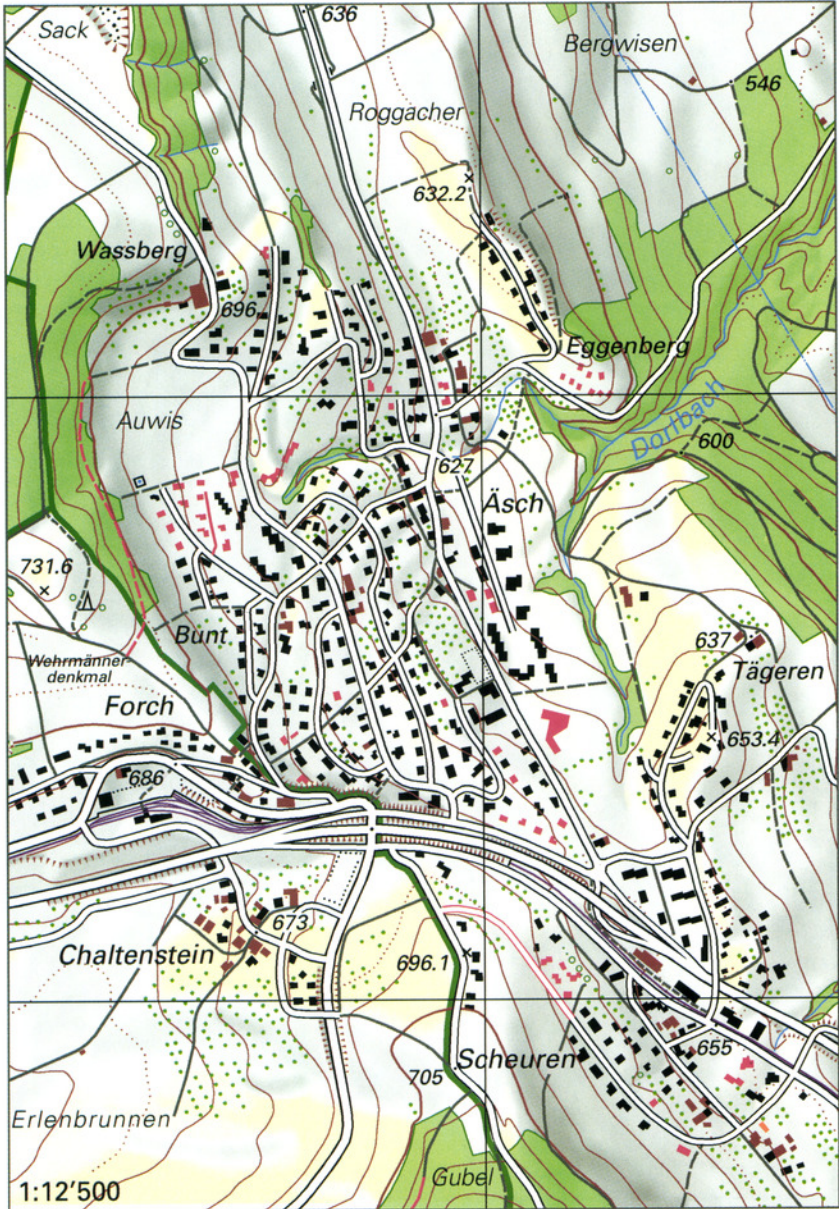 636
Sack
Bergwisen
546
Roggacher
632.2
Wassberg
696
Eggenberg
Auwis
Dorfbach
600
627
Äsch
731.6
Bunt
637
Wehrmänner-
denkmal
Tägeren
Forch
653.4
686
673
Chaltenstein
696.1
655
Scheuren
705
Erlenbrunnen
Gubel
1:12'500